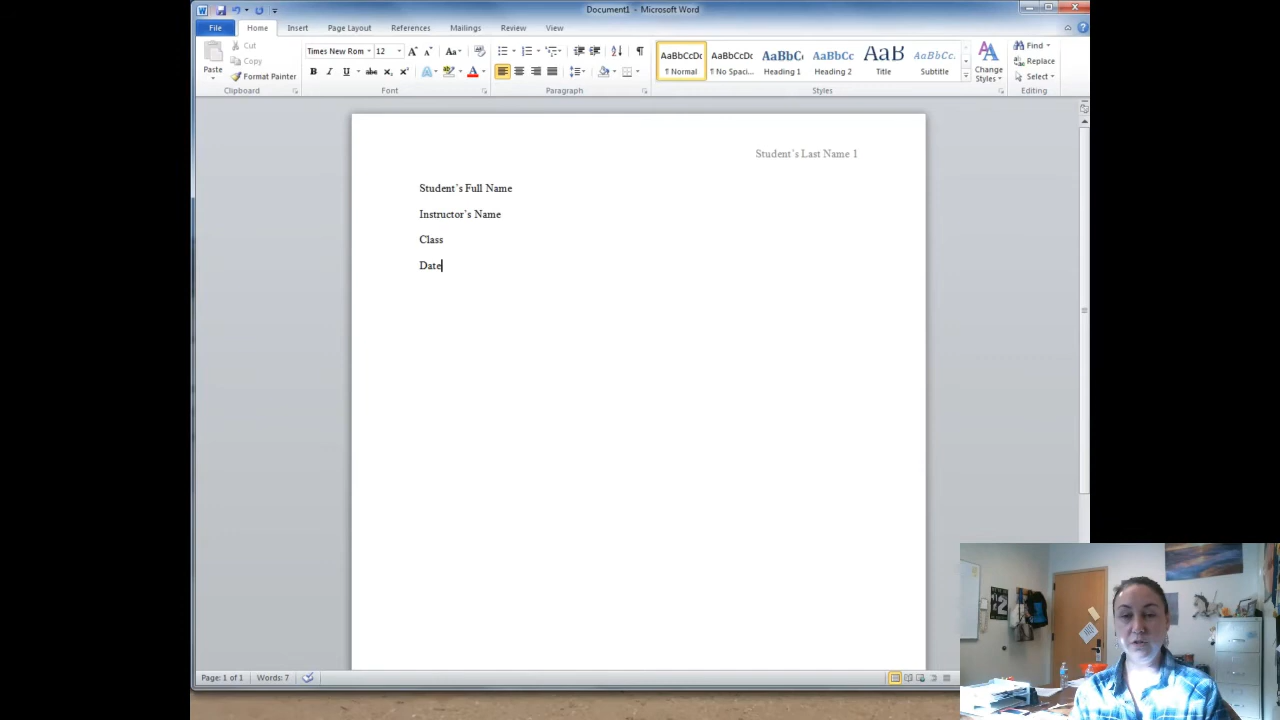 Document1 - Microsoft Word
File Home Insert Page Layout References Mailings Review View
Cut
Copy
Format Painter
Paste
Clipboard
Times New Rom 12
Font
Paragraph
AaBbCcDc AaBbCcDc AaBbC AaBbCc AaB AaBbCc.
¶ Normal ¶ No Spaci... Heading 1 Heading 2 Title Subtitle
Styles
Change Styles
Find
Replace
Select
Editing
Student`s Last Name 1
Student`s Full Name
Instructor`s Name
Class
Date
Page: 1 of 1 Words: 7